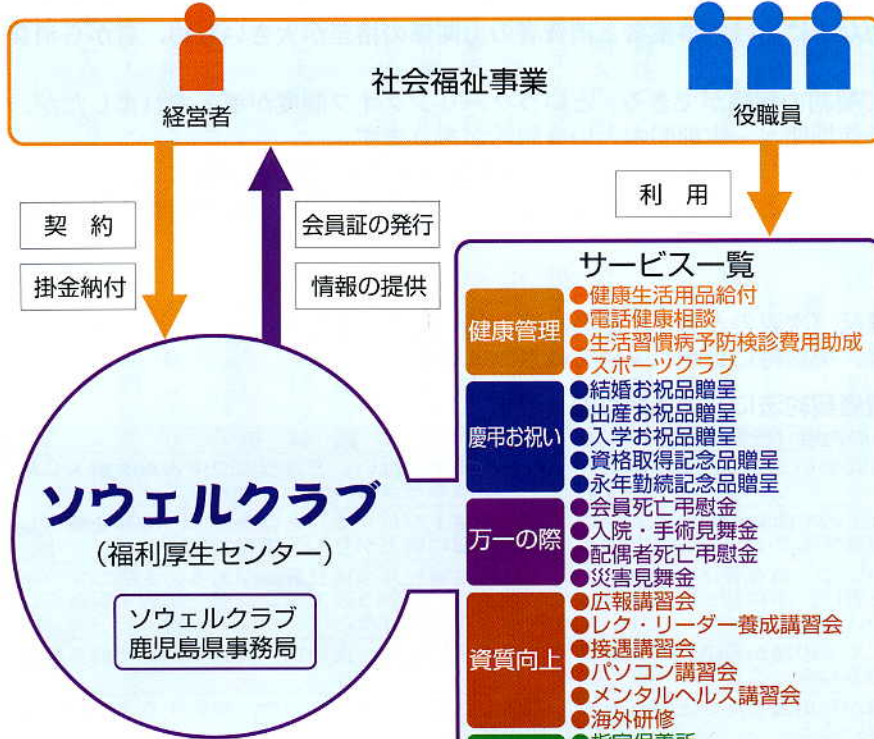 社会福祉事業
経営者
役職員
契 約
掛金納付
会員証の発行
情報の提供
利 用
ソウェルクラブ
(福利厚生センター)
ソウェルクラブ
鹿児島県事務局
サービス一覧
健康管理
●健康生活用品給付
●電話健康相談
●生活習慣病予防検診費用助成
●スポーツクラブ
慶弔お祝い
●結婚お祝品贈呈
●出産お祝品贈呈
●入学お祝品贈呈
●資格取得記念品贈呈
●永年勤続記念品贈呈
万一の際
●会員死亡弔慰金
●入院・手術見舞金
●配偶者死亡弔慰金
●災害見舞金
資質向上
●広報講習会
●レク・リーダー養成講習会
●接遇講習会
●パソコン講習会
●メンタルヘルス講習会
●海外研修